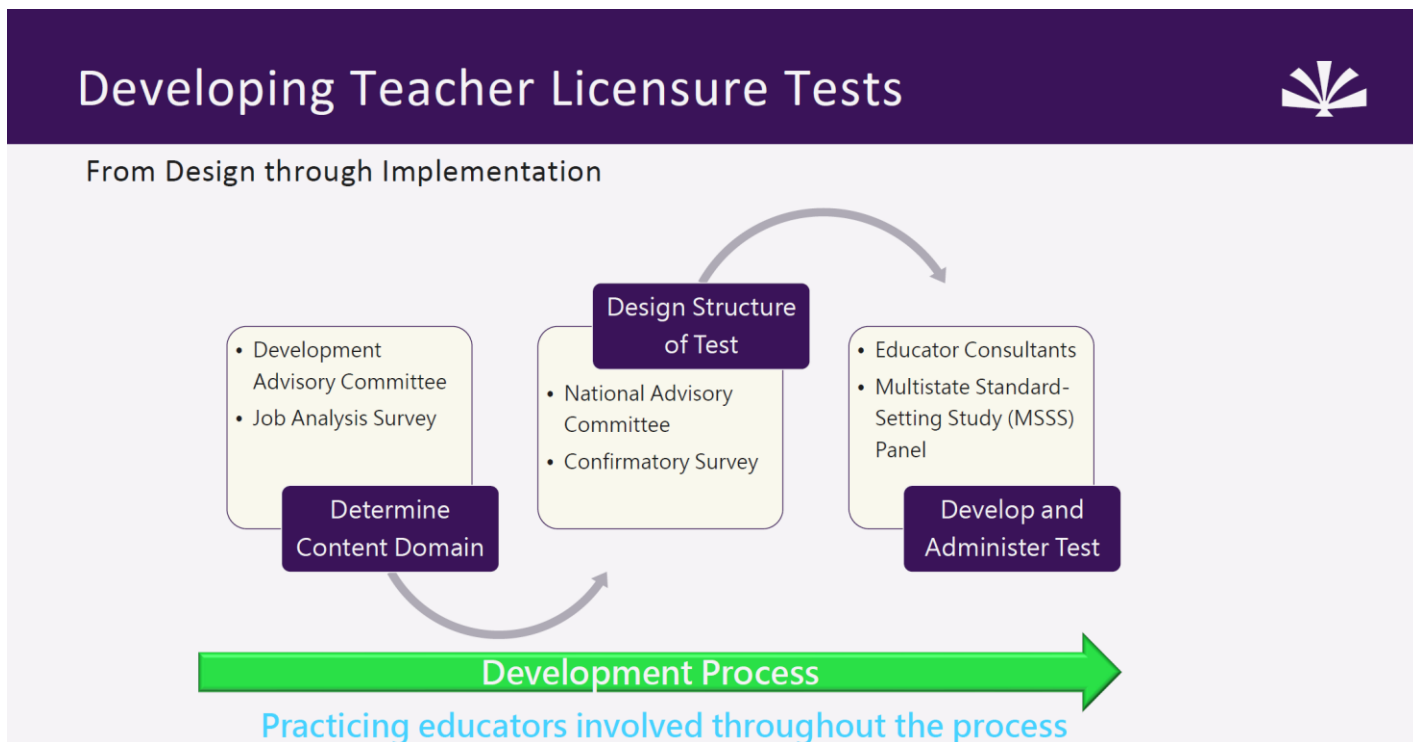 Developing Teacher Licensure Tests
From Design through Implementation
• Development
Advisory Committee
• Job Analysis Survey
Determine
Content Domain
Design Structure
of Test
• National Advisory
Committee
• Confirmatory Survey
• Educator Consultants
• Multistate Standard-
Setting Study (MSSS)
Panel
Develop and
Administer Test
Development Process
Practicing educators involved throughout the process